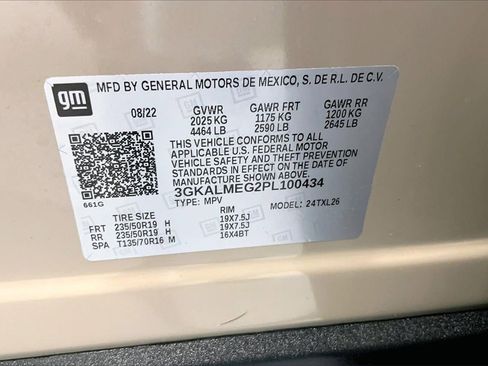 gm
MFD BY GENERAL MOTORS DE MEXICO, S. DE R.L. DE C.V.
08/22 GVWR GAWR FRT GAWR RR
2025 KG 1175 KG 1200 KG
4464 LB 2590 LB 2645 LB
THIS VEHICLE CONFORMS TO ALL
APPLICABLE U.S. FEDERAL MOTOR
VEHICLE SAFETY AND THEFT PREVENTION
STANDARDS IN EFFECT ON THE DATE
OF MANUFACTURE SHOWN ABOVE.
3GKALMEG2PL100434
661G TYPE: MPV MODEL: 24TXL26
TIRE SIZE RIM
FRT 235/50R19 H 19X7.5J
RR 235/50R19 H 19X7.5J
SPA T135/70R16 M 16X4BT